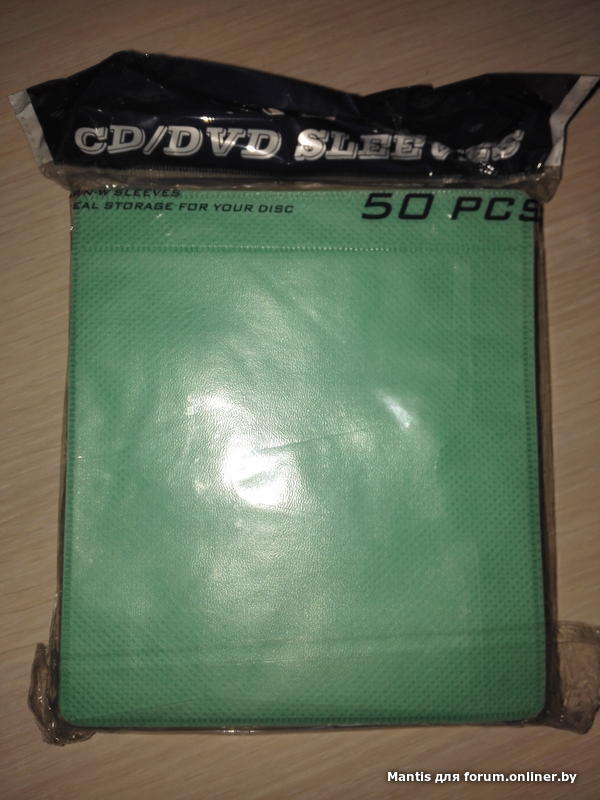 CD/DVD SLEEVES
SLEEVES
EAL STORAGE FOR YOUR DISC
50 PCS
Mantis для forum.onliner.by